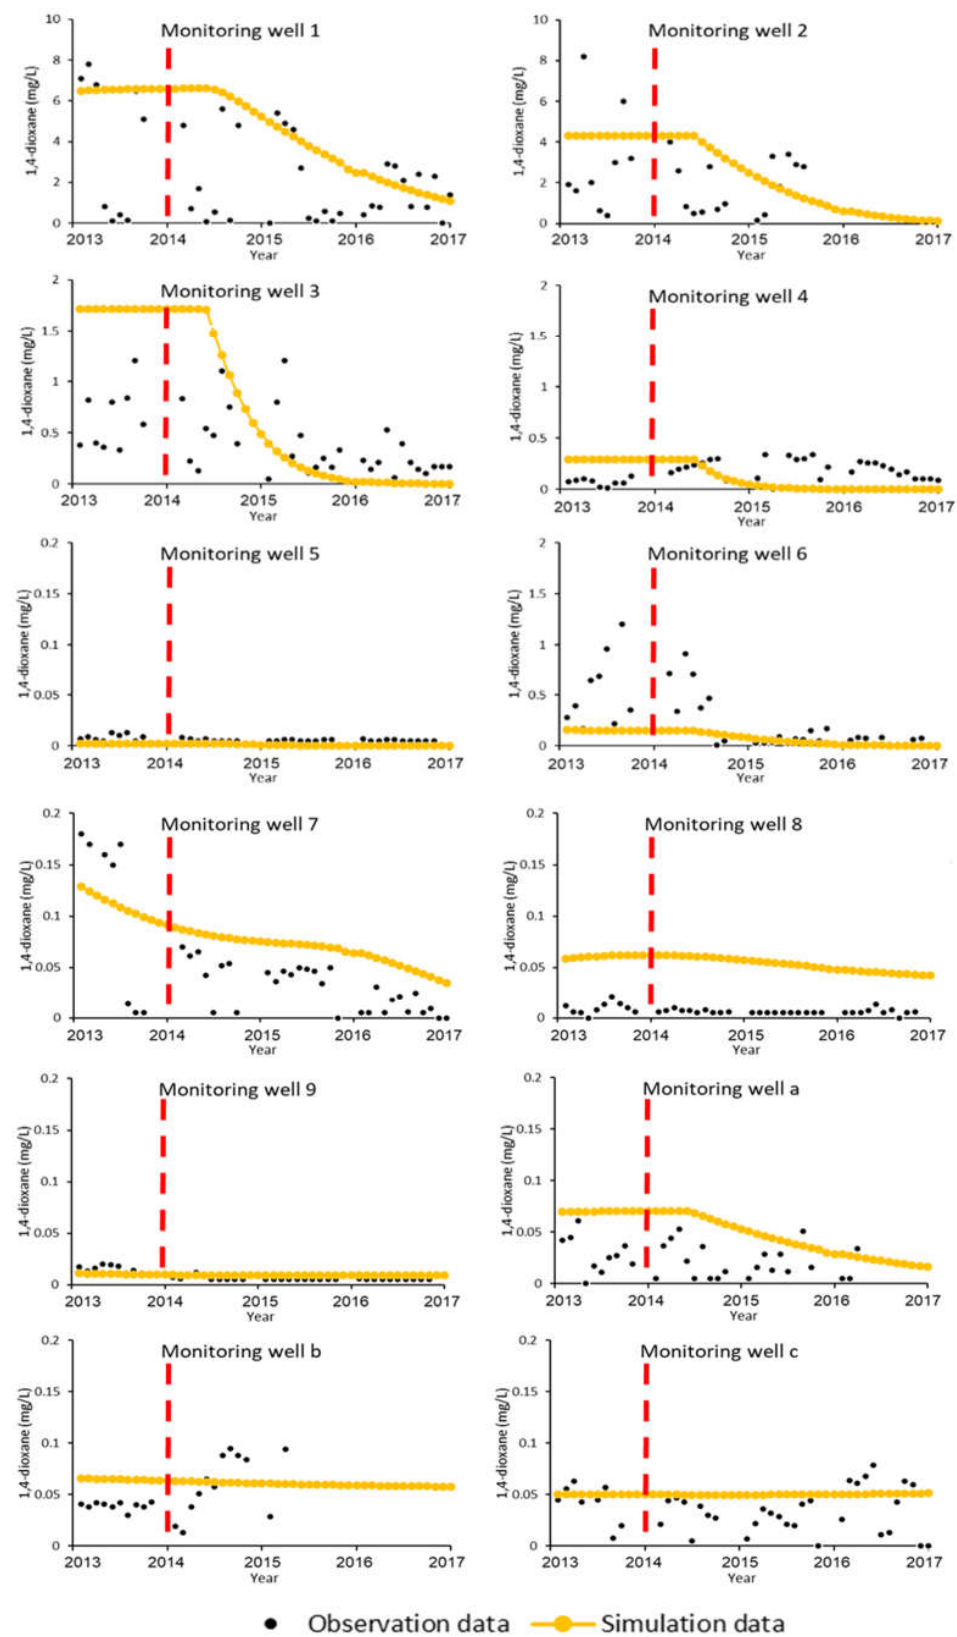 Monitoring well 1
1,4-dioxane (mg/L)
10
8
6
4
2
0
2013 2014 2015 2016 2017
Year
Monitoring well 2
1,4-dioxane (mg/L)
10
8
6
4
2
0
2013 2014 2015 2016 2017
Year
Monitoring well 3
1,4-dioxane (mg/L)
2
1.5
1
0.5
0
2013 2014 2015 2016 2017
Year
Monitoring well 4
1,4-dioxane (mg/L)
2
1.5
1
0.5
0
2013 2014 2015 2016 2017
Year
Monitoring well 5
1,4-dioxane (mg/L)
0.2
0.15
0.1
0.05
0
2013 2014 2015 2016 2017
Year
Monitoring well 6
1,4-dioxane (mg/L)
2
1.5
1
0.5
0
2013 2014 2015 2016 2017
Year
Monitoring well 7
1,4-dioxane (mg/L)
0.2
0.15
0.1
0.05
0
2013 2014 2015 2016 2017
Year
Monitoring well 8
1,4-dioxane (mg/L)
0.2
0.15
0.1
0.05
0
2013 2014 2015 2016 2017
Year
Monitoring well 9
1,4-dioxane (mg/L)
0.2
0.15
0.1
0.05
0
2013 2014 2015 2016 2017
Year
Monitoring well a
1,4-dioxane (mg/L)
0.2
0.15
0.1
0.05
0
2013 2014 2015 2016 2017
Year
Monitoring well b
1,4-dioxane (mg/L)
0.2
0.15
0.1
0.05
0
2013 2014 2015 2016 2017
Year
Monitoring well c
1,4-dioxane (mg/L)
0.2
0.15
0.1
0.05
0
2013 2014 2015 2016 2017
Year
Observation data Simulation data